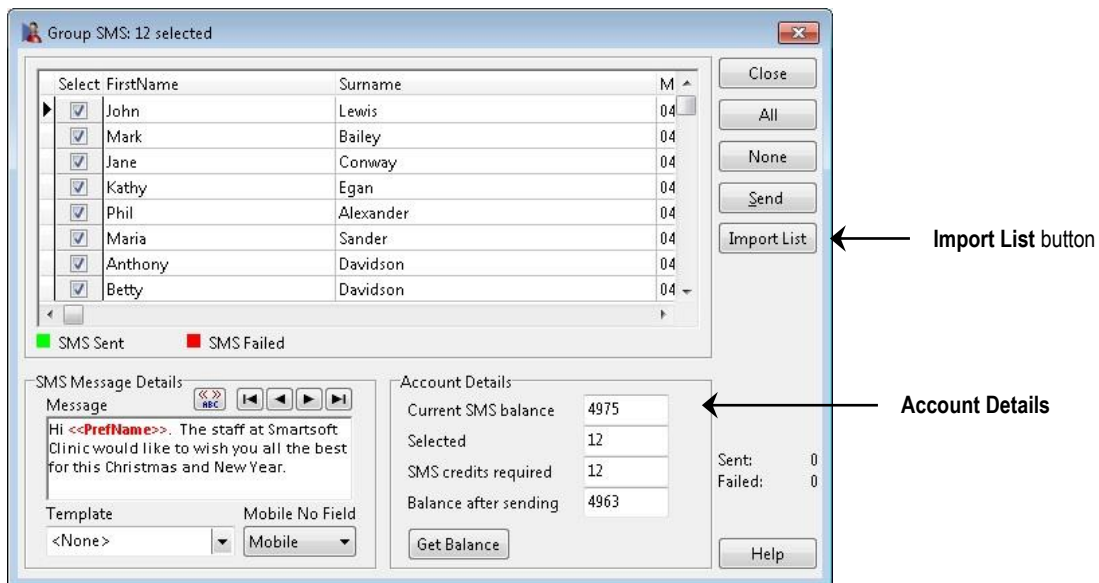 Group SMS: 12 selected
Select FirstName Surname M
John Lewis 04
Mark Bailey 04
Jane Conway 04
Kathy Egan 04
Phil Alexander 04
Maria Sander 04
Anthony Davidson 04
Betty Davidson 04
SMS Sent SMS Failed
Close
All
None
Send
Import List
Import List button
SMS Message Details
Message
« » ABC
Hi <<PrefName>>. The staff at Smartsoft
Clinic would like to wish you all the best
for this Christmas and New Year.
Template Mobile No Field
<None> Mobile
Account Details
Current SMS balance 4975
Selected 12
SMS credits required 12
Balance after sending 4963
Get Balance
Account Details
Sent: 0
Failed: 0
Help